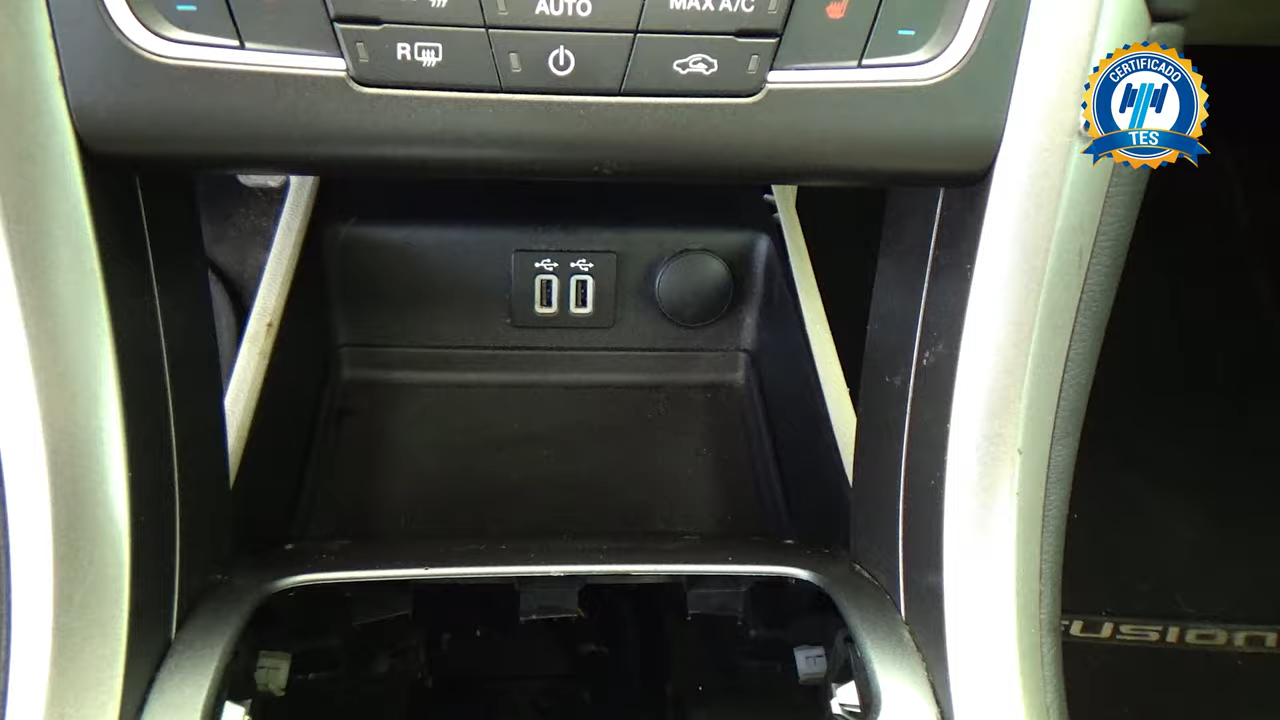 AUTO
MAX A/C
R
CERTIFICADO
TES
FUSION